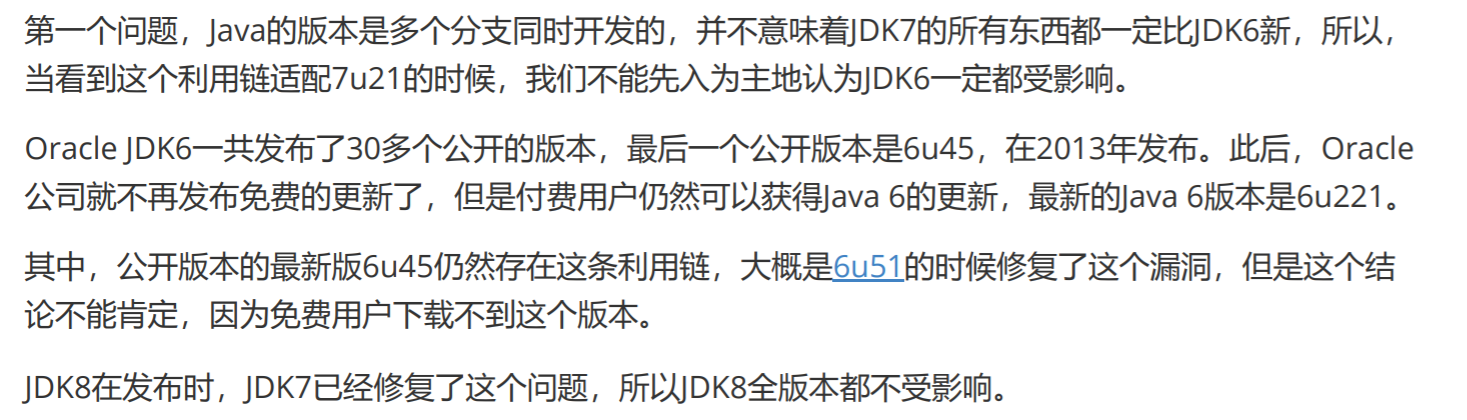 第一个问题，Java的版本是多个分支同时开发的，并不意味着JDK7的所有东西都一定比JDK6新，所以，
当看到这个利用链适配7u21的时候，我们不能先入为主地认为JDK6一定都受影响。
Oracle JDK6一共发布了30多个公开的版本，最后一个公开版本是6u45，在2013年发布。此后，Oracle
公司就不再发布免费的更新了，但是付费用户仍然可以获得Java 6的更新，最新的Java 6版本是6u221。
其中，公开版本的最新版6u45仍然存在这条利用链，大概是6u51的时候修复了这个漏洞，但是这个结
论不能肯定，因为免费用户下载不到这个版本。
JDK8在发布时，JDK7已经修复了这个问题，所以JDK8全版本都不受影响。